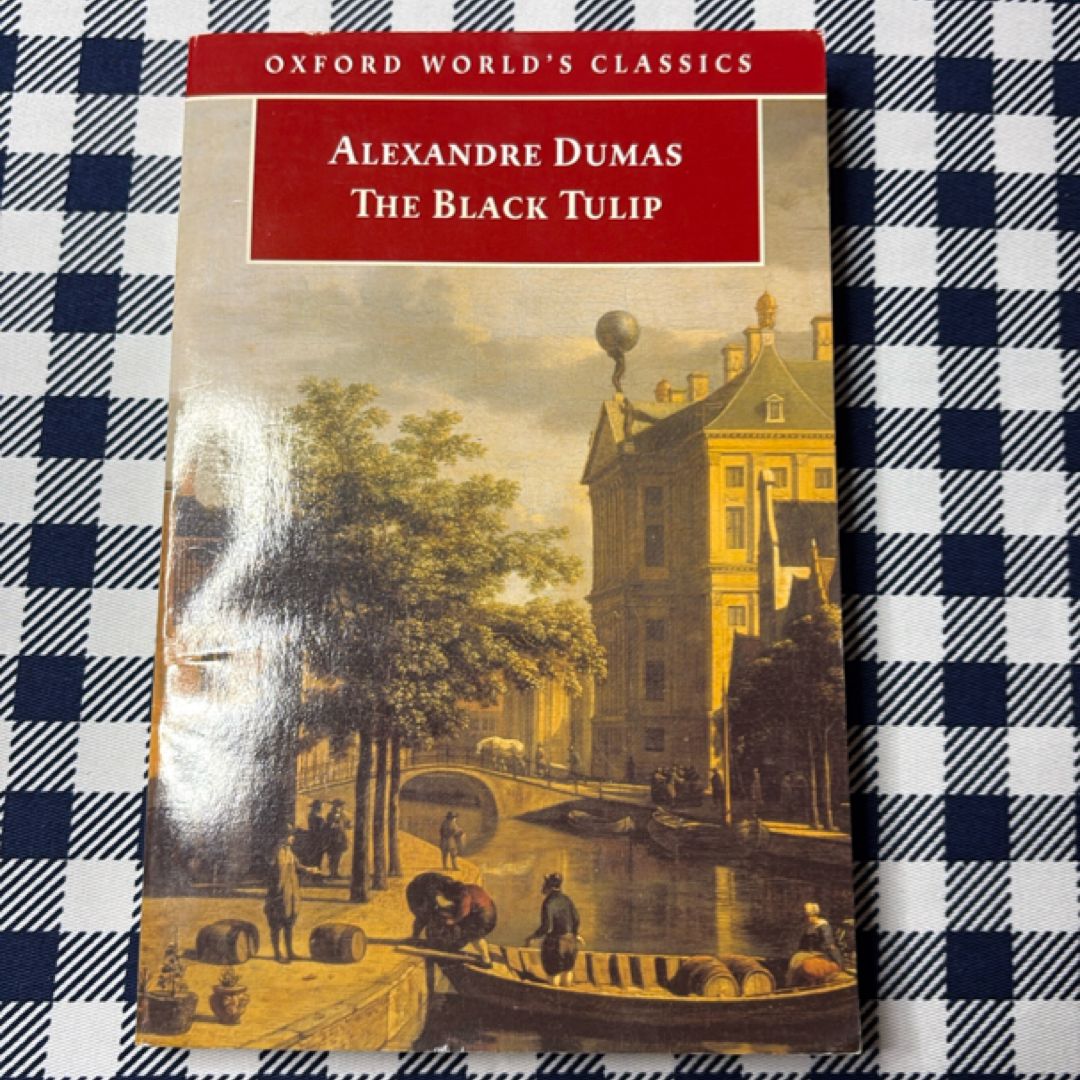 OXFORD WORLD'S CLASSICS
ALEXANDRE DUMAS
THE BLACK TULIP